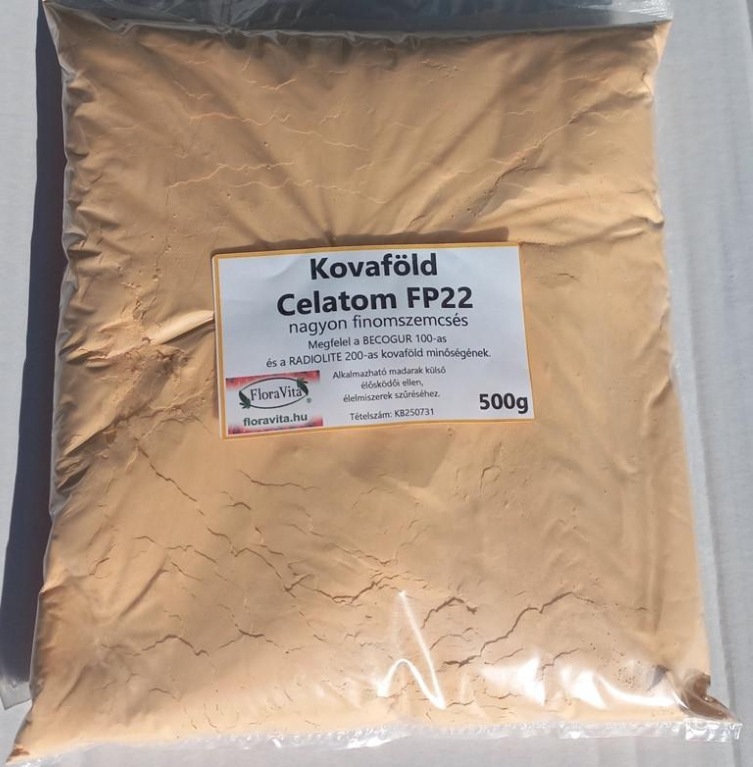 Kovaföld
Celatom FP22
nagyon finomszemcsés
Megfelel a BECOGUR 100-as
és a RADIOLITE 200-as kovaföld minőségének.
Alkalmazható madarak külső
élősködői ellen,
élelmiszerek szűréséhez.
Tételszám: KB250731
500g
FloraVita®
floravita.hu